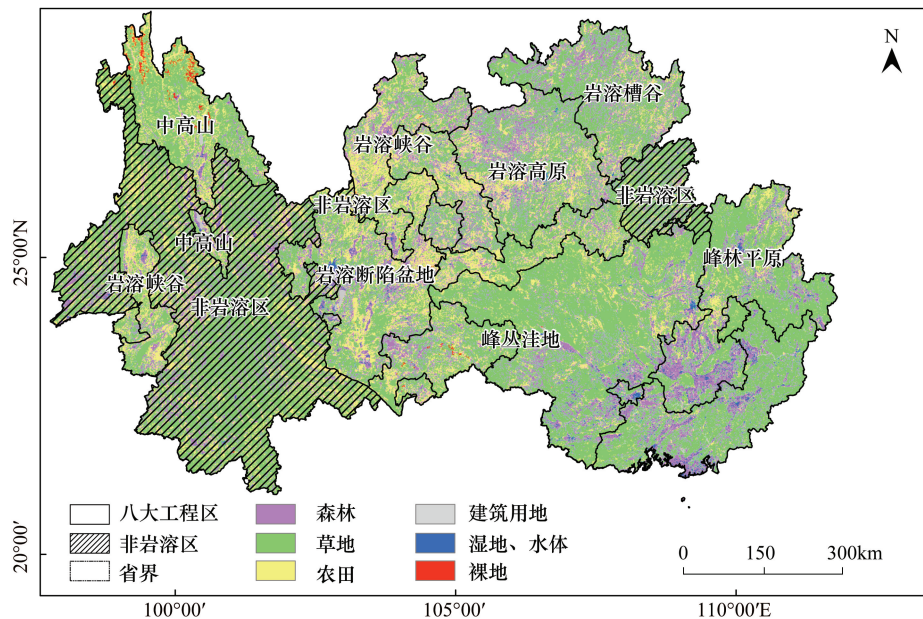 N
岩溶槽谷
中高山
岩溶峡谷
岩溶高原
非岩溶区
非岩溶区
中高山
峰林平原
25°00′N
岩溶断陷盆地
岩溶峡谷
非岩溶区
峰丛洼地
八大工程区 森林 建筑用地
非岩溶区 草地 湿地、水体
省界 农田 裸地
0 150 300km
20°00′
100°00′ 105°00′ 110°00′E